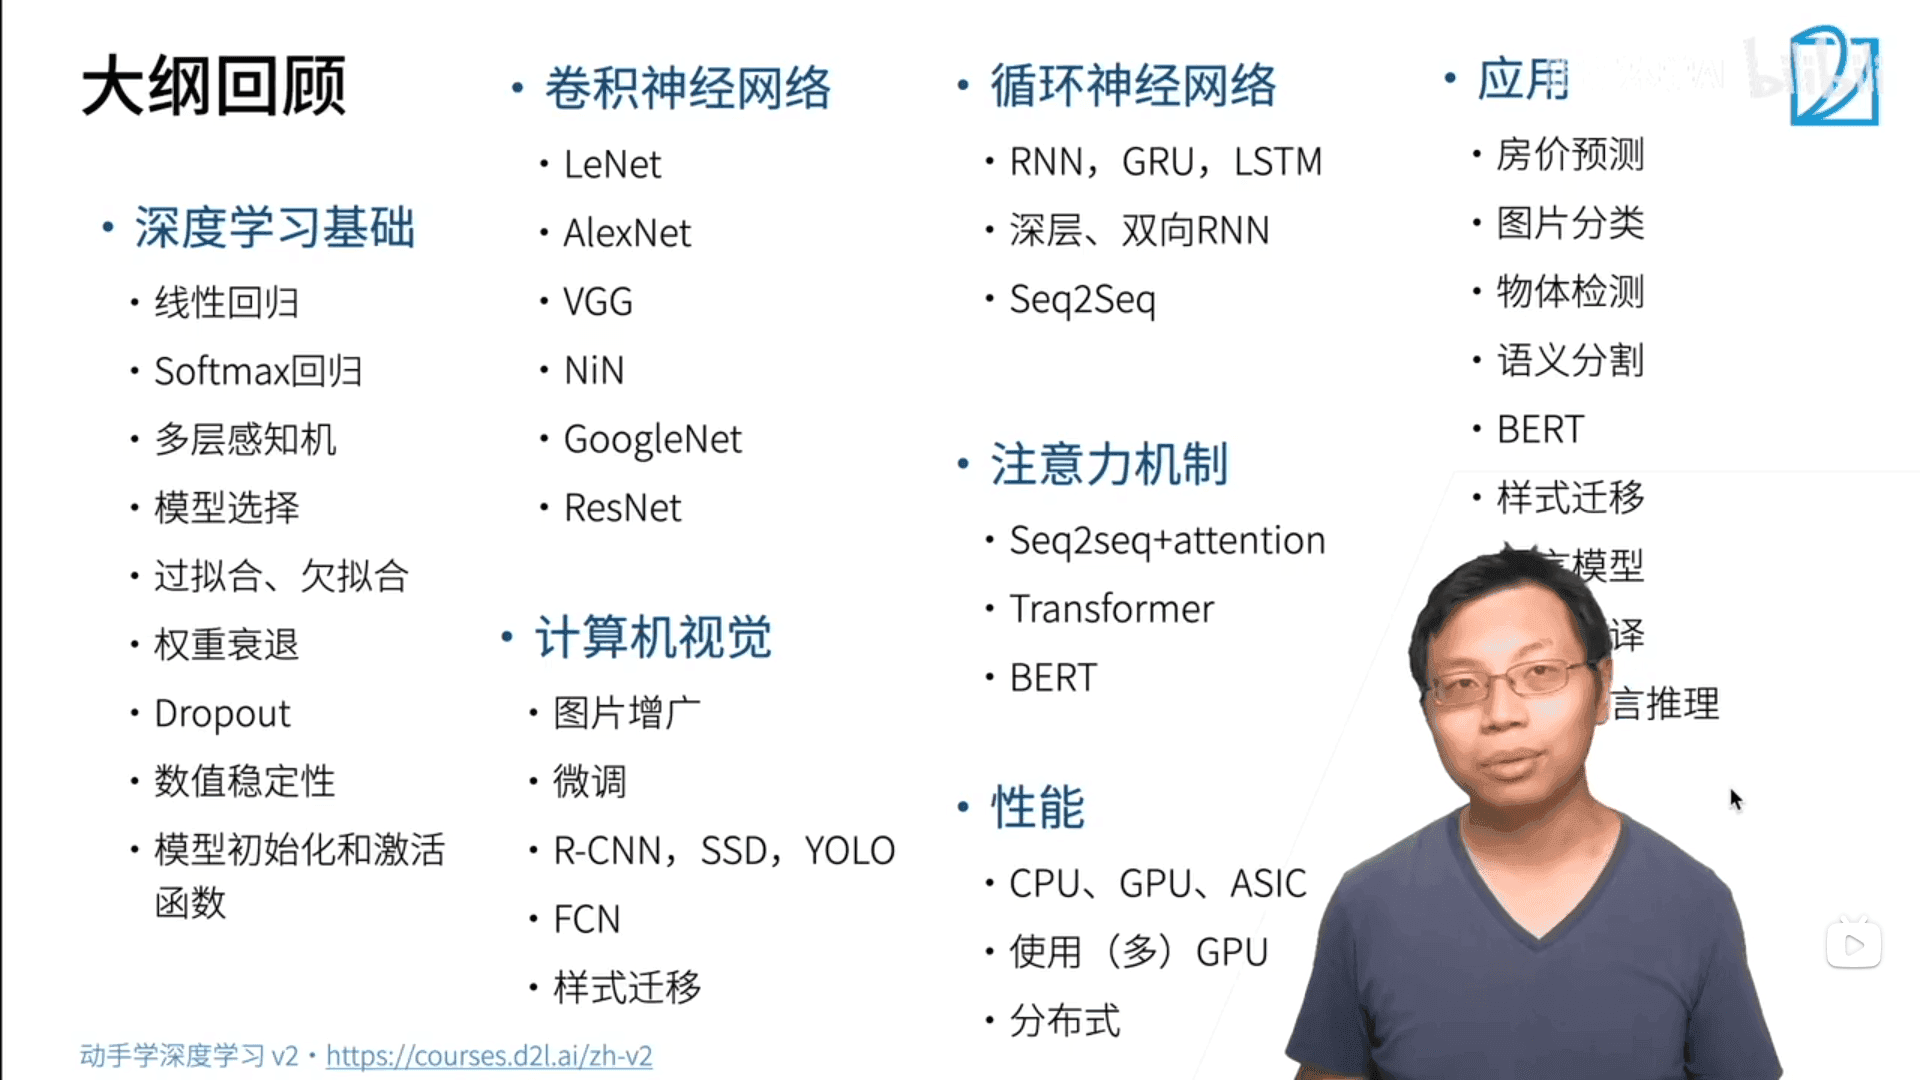 大纲回顾
• 深度学习基础
• 线性回归
• Softmax回归
• 多层感知机
• 模型选择
• 过拟合、欠拟合
• 权重衰退
• Dropout
• 数值稳定性
• 模型初始化和激活
函数
• 卷积神经网络
• LeNet
• AlexNet
• VGG
• NiN
• GoogleNet
• ResNet
• 计算机视觉
• 图片增广
• 微调
• R-CNN，SSD，YOLO
• FCN
• 样式迁移
• 循环神经网络
• RNN，GRU，LSTM
• 深层、双向RNN
• Seq2Seq
• 注意力机制
• Seq2seq+attention
• Transformer
• BERT
• 性能
• CPU、GPU、ASIC
• 使用（多）GPU
• 分布式
• 应用
• 房价预测
• 图片分类
• 物体检测
• 语义分割
• BERT
• 样式迁移
模型
译
言推理
动手学深度学习 v2 • https://courses.d2l.ai/zh-v2
bilibili